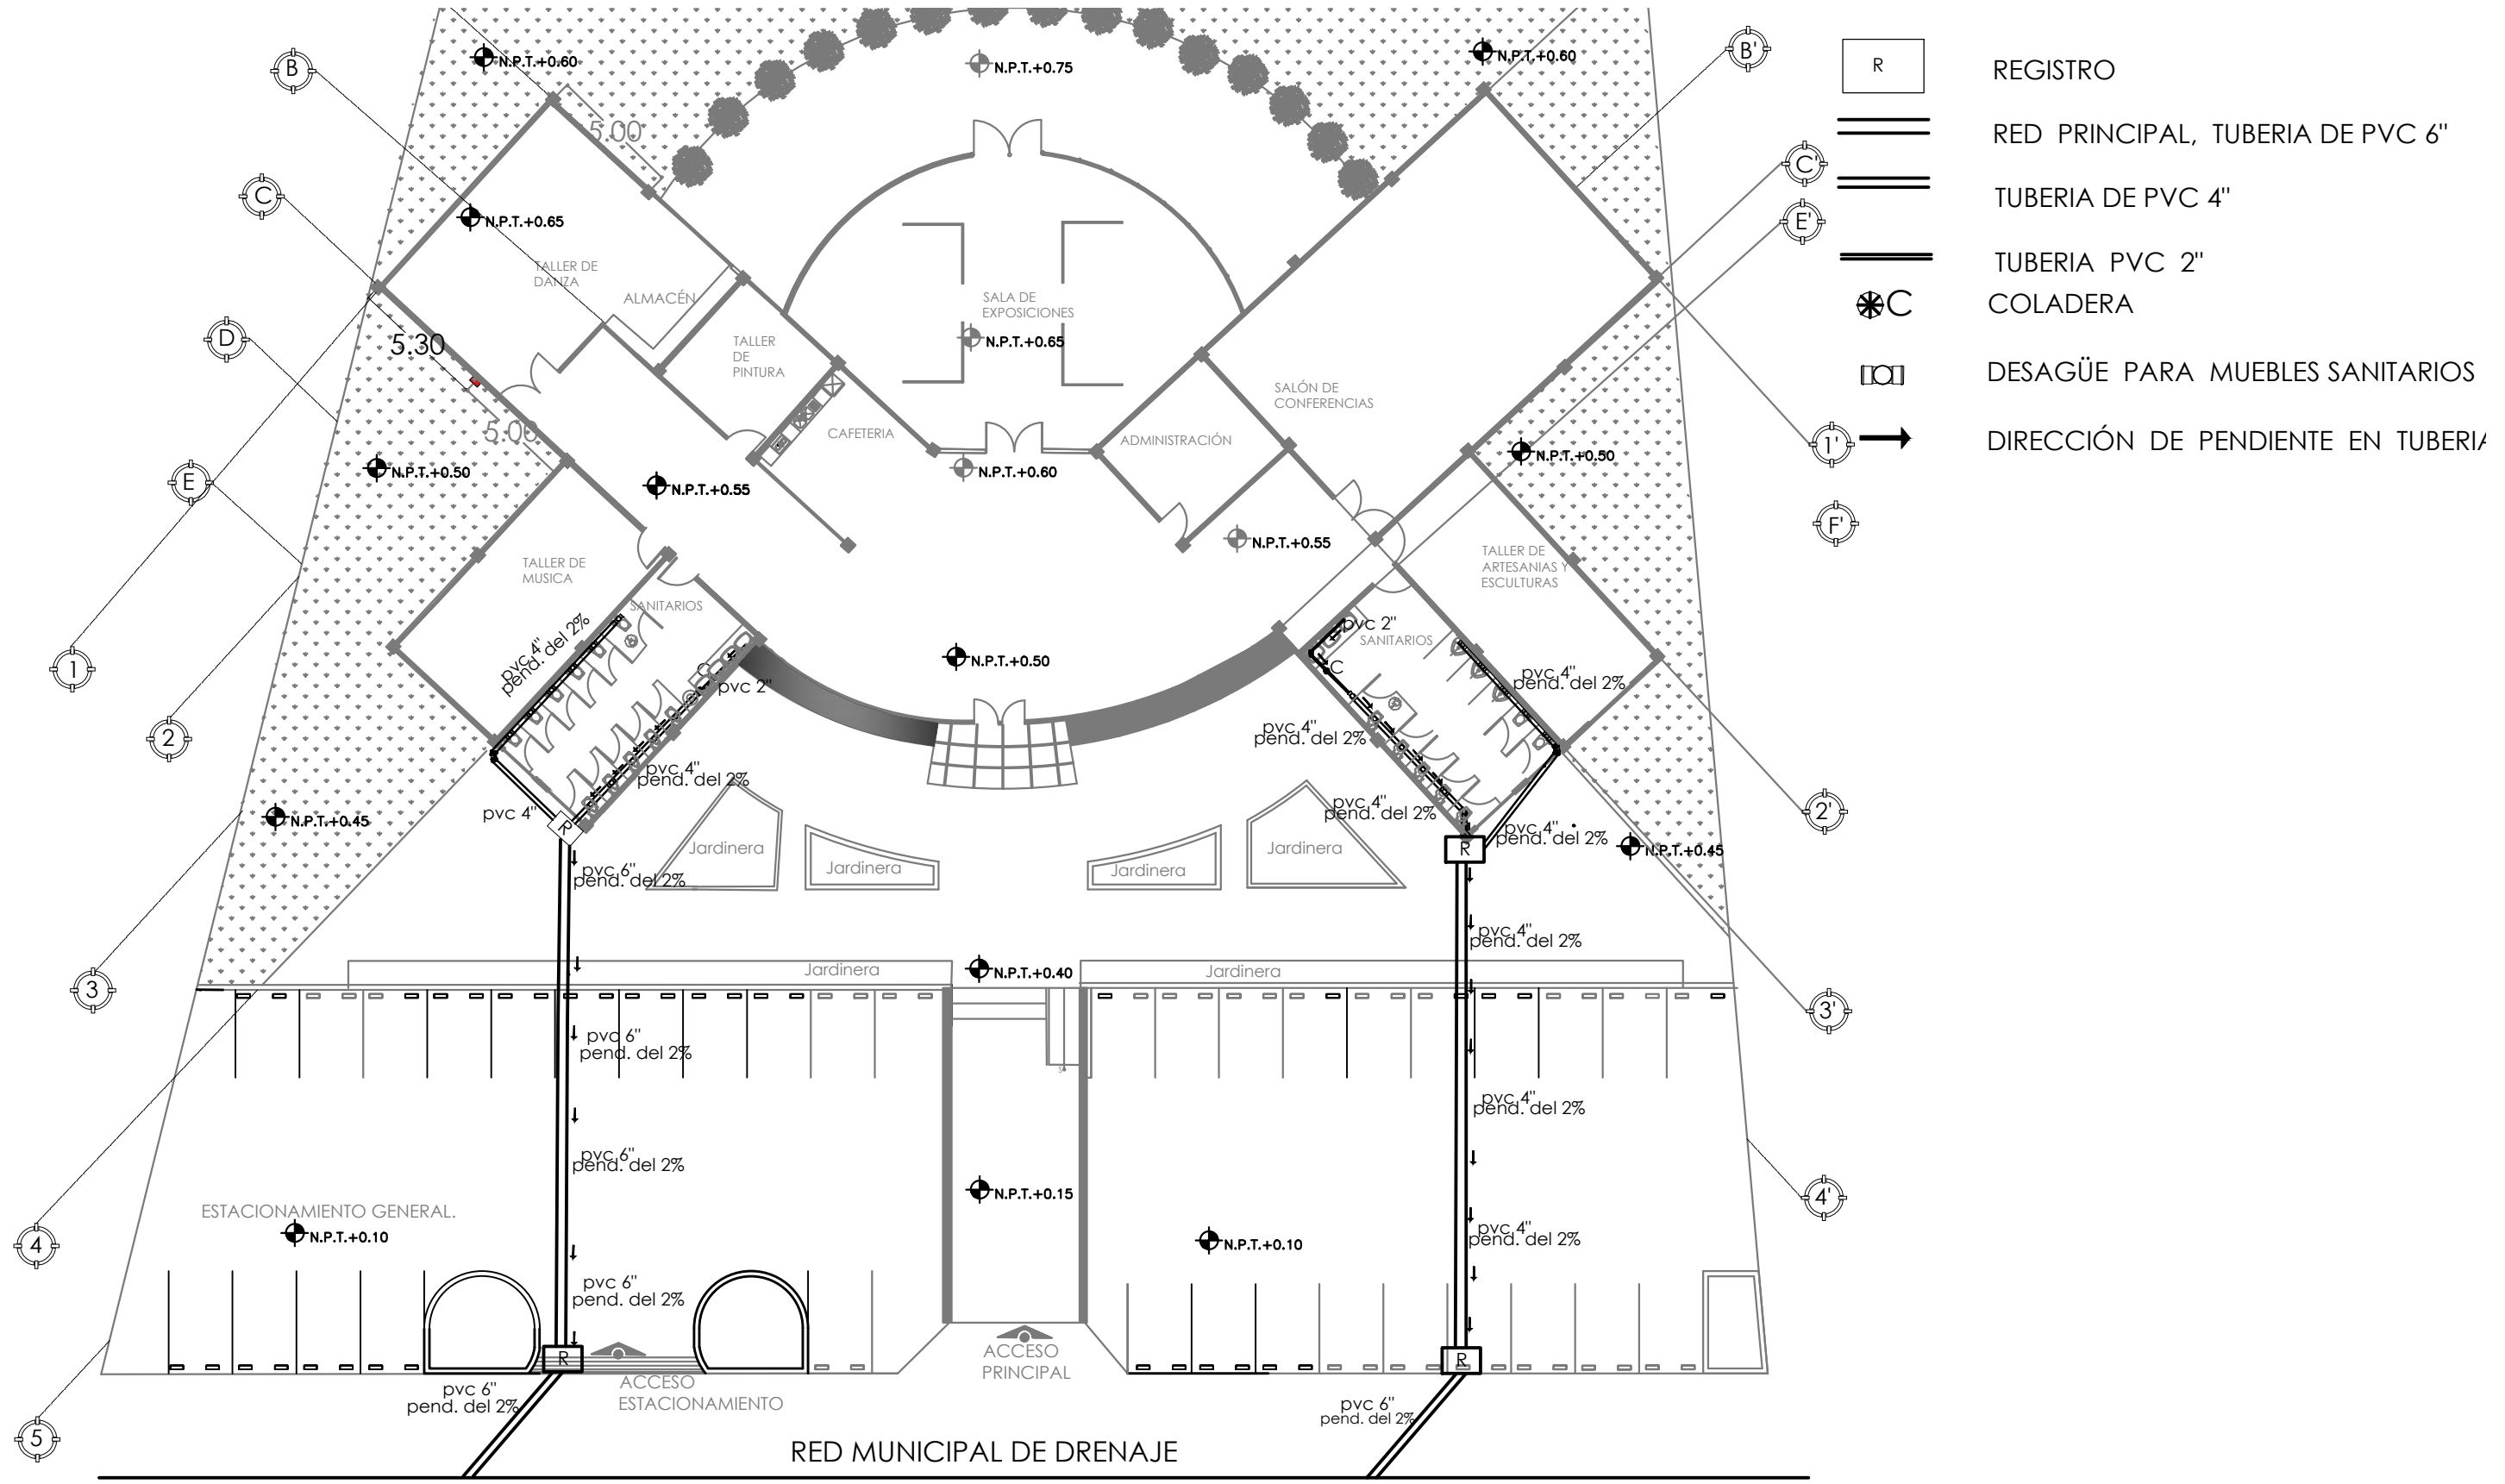 B
C
D
E
1
2
3
4
5
B'
C'
E'
1'
F'
2'
3'
4'
R
REGISTRO
RED PRINCIPAL, TUBERIA DE PVC 6"
TUBERIA DE PVC 4"
TUBERIA PVC 2"
C
COLADERA
DESAGÜE PARA MUEBLES SANITARIOS
DIRECCIÓN DE PENDIENTE EN TUBERIA
N.P.T.+0.60
N.P.T.+0.75
N.P.T.+0.60
5.00
N.P.T.+0.65
TALLER DE
DANZA
ALMACÉN
5.30
5.00
TALLER
DE
PINTURA
SALA DE
EXPOSICIONES
N.P.T.+0.65
SALÓN DE
CONFERENCIAS
CAFETERIA
ADMINISTRACIÓN
N.P.T.+0.50
N.P.T.+0.55
N.P.T.+0.60
N.P.T.+0.50
N.P.T.+0.55
TALLER DE
MUSICA
TALLER DE
ARTESANIAS Y
ESCULTURAS
SANITARIOS
pvc 4"
pend. del 2%
C
pvc 2"
N.P.T.+0.50
pvc 2"
SANITARIOS
C
pvc 4"
pend. del 2%
pvc 4"
pend. del 2%
pvc 4"
pend. del 2%
pvc 4"
pend. del 2%
pvc 4"
pend. del 2%
pvc 4"
R
R
N.P.T.+0.45
N.P.T.+0.45
Jardinera
Jardinera
Jardinera
Jardinera
pvc 6"
pend. del 2%
pvc 4"
pend. del 2%
Jardinera
N.P.T.+0.40
Jardinera
pvc 6"
pend. del 2%
pvc 4"
pend. del 2%
pvc 6"
pend. del 2%
N.P.T.+0.15
ESTACIONAMIENTO GENERAL.
N.P.T.+0.10
N.P.T.+0.10
pvc 4"
pend. del 2%
pvc 6"
pend. del 2%
R
R
ACCESO
PRINCIPAL
ACCESO
ESTACIONAMIENTO
pvc 6"
pend. del 2%
pvc 6"
pend. del 2%
RED MUNICIPAL DE DRENAJE